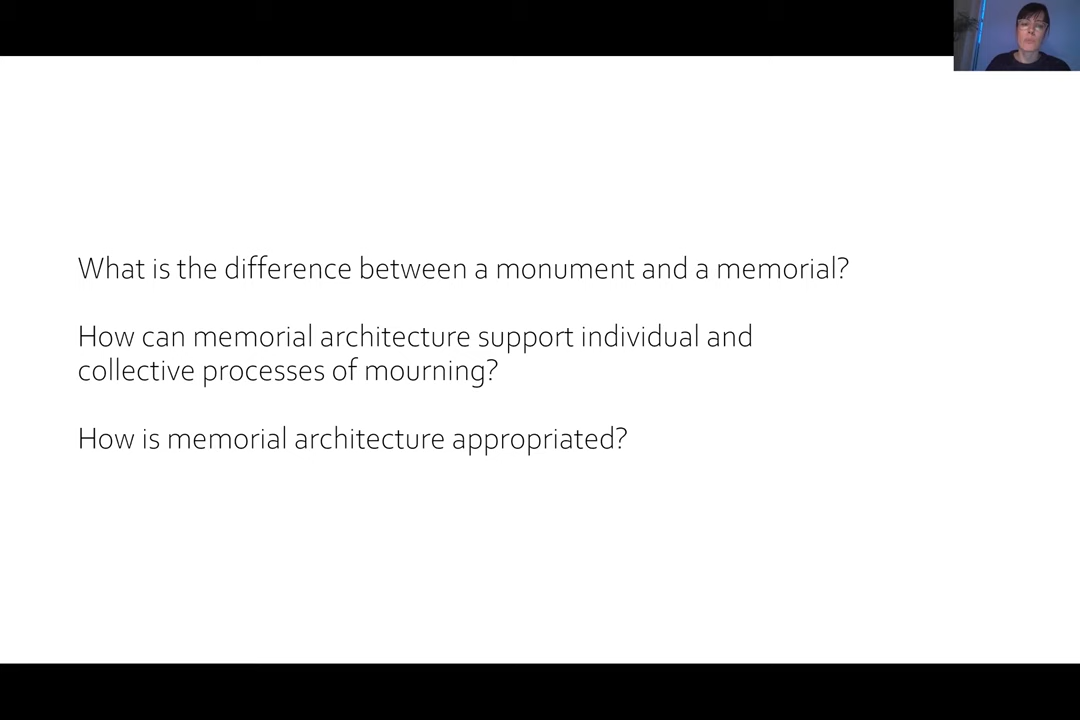 What is the difference between a monument and a memorial?
How can memorial architecture support individual and
collective processes of mourning?
How is memorial architecture appropriated?